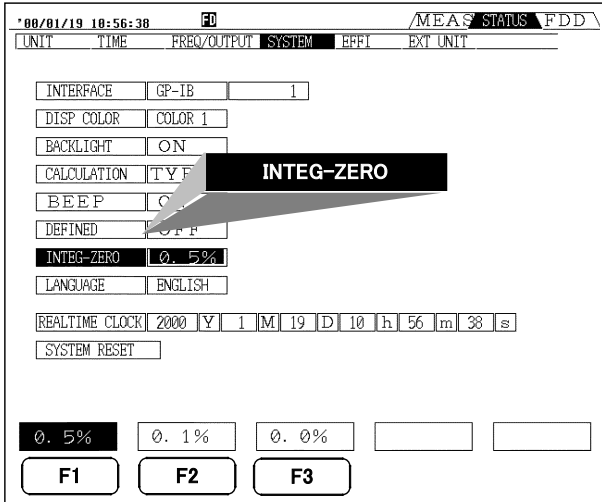 '00/01/19 10:56:38 FD MEAS STATUS FDD
UNIT TIME FREQ/OUTPUT SYSTEM EFFI EXT UNIT
INTERFACE GP-IB 1
DISP COLOR COLOR 1
BACKLIGHT ON
CALCULATION
INTEG-ZERO
BEEP
DEFINED OFF
INTEG-ZERO 0. 5%
LANGUAGE ENGLISH
REALTIME CLOCK 2000 Y 1 M 19 D 10 h 56 m 38 s
SYSTEM RESET
0. 5% 0. 1% 0. 0%
F1 F2 F3